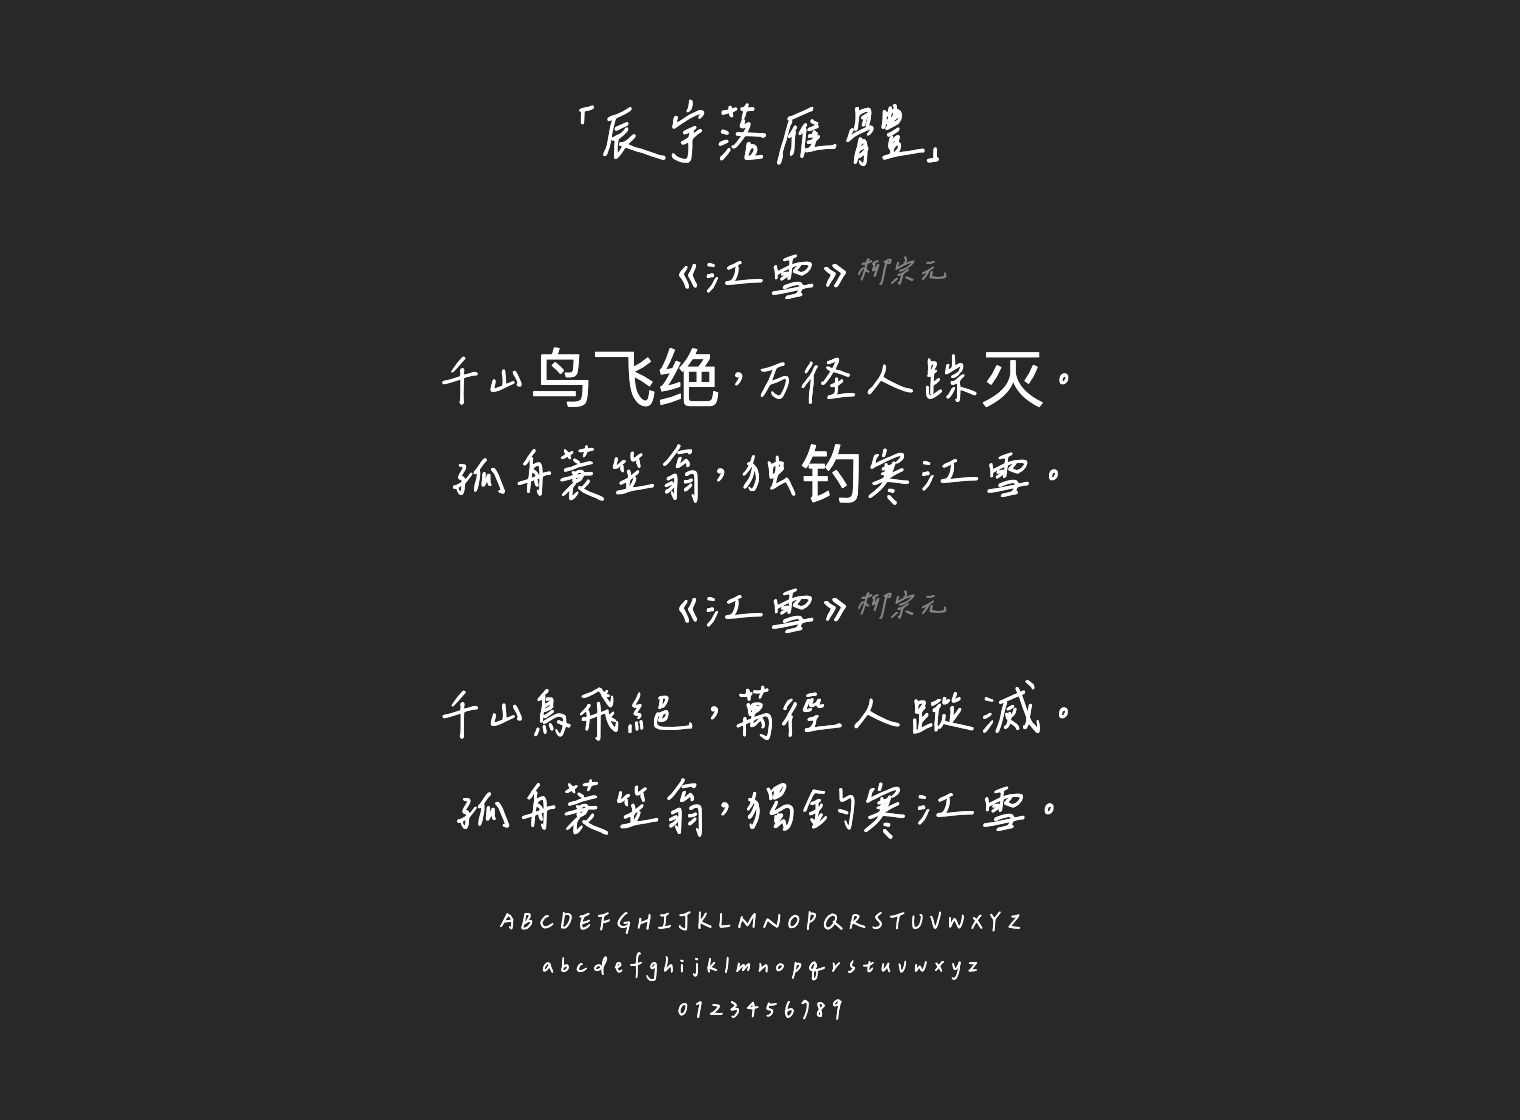 「辰宇落雁體」
《江雪》柳宗元
千山鸟飞绝，万径人踪灭。
孤舟蓑笠翁，独钓寒江雪。
《江雪》柳宗元
千山鳥飛絕，萬徑人蹤滅。
孤舟蓑笠翁，獨釣寒江雪。
ABCDEFGHIJKLMNOPQRSTUVWXYZ
abcdefghijklmnopqrstuvwxyz
0123456789